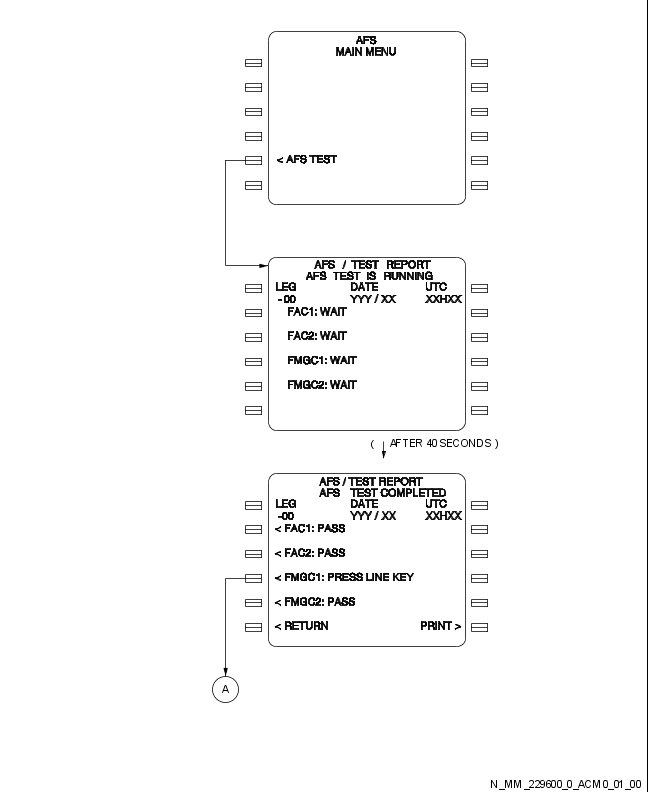 AFS
MAIN MENU
< AFS TEST
AFS / TEST REPORT
AFS TEST IS RUNNING
LEG DATE UTC
-00 YYY / XX XXHXX
FAC1: WAIT
FAC2: WAIT
FMGC1: WAIT
FMGC2: WAIT
( AFTER 40 SECONDS )
AFS / TEST REPORT
AFS TEST COMPLETED
LEG DATE UTC
-00 YYY / XX XXHXX
< FAC1: PASS
< FAC2: PASS
< FMGC1: PRESS LINE KEY
< FMGC2: PASS
< RETURN PRINT >
A
N_MM_229600_0_ACM0_01_00